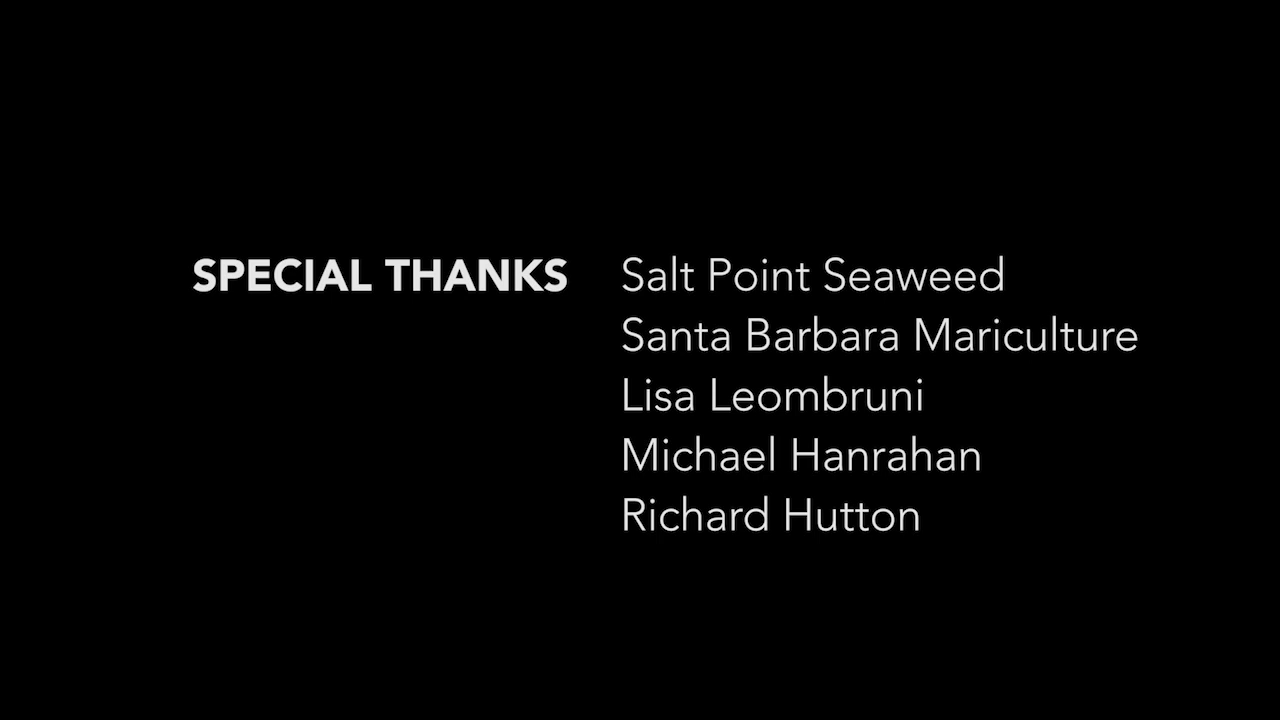 SPECIAL THANKS Salt Point Seaweed
Santa Barbara Mariculture
Lisa Leombruni
Michael Hanrahan
Richard Hutton